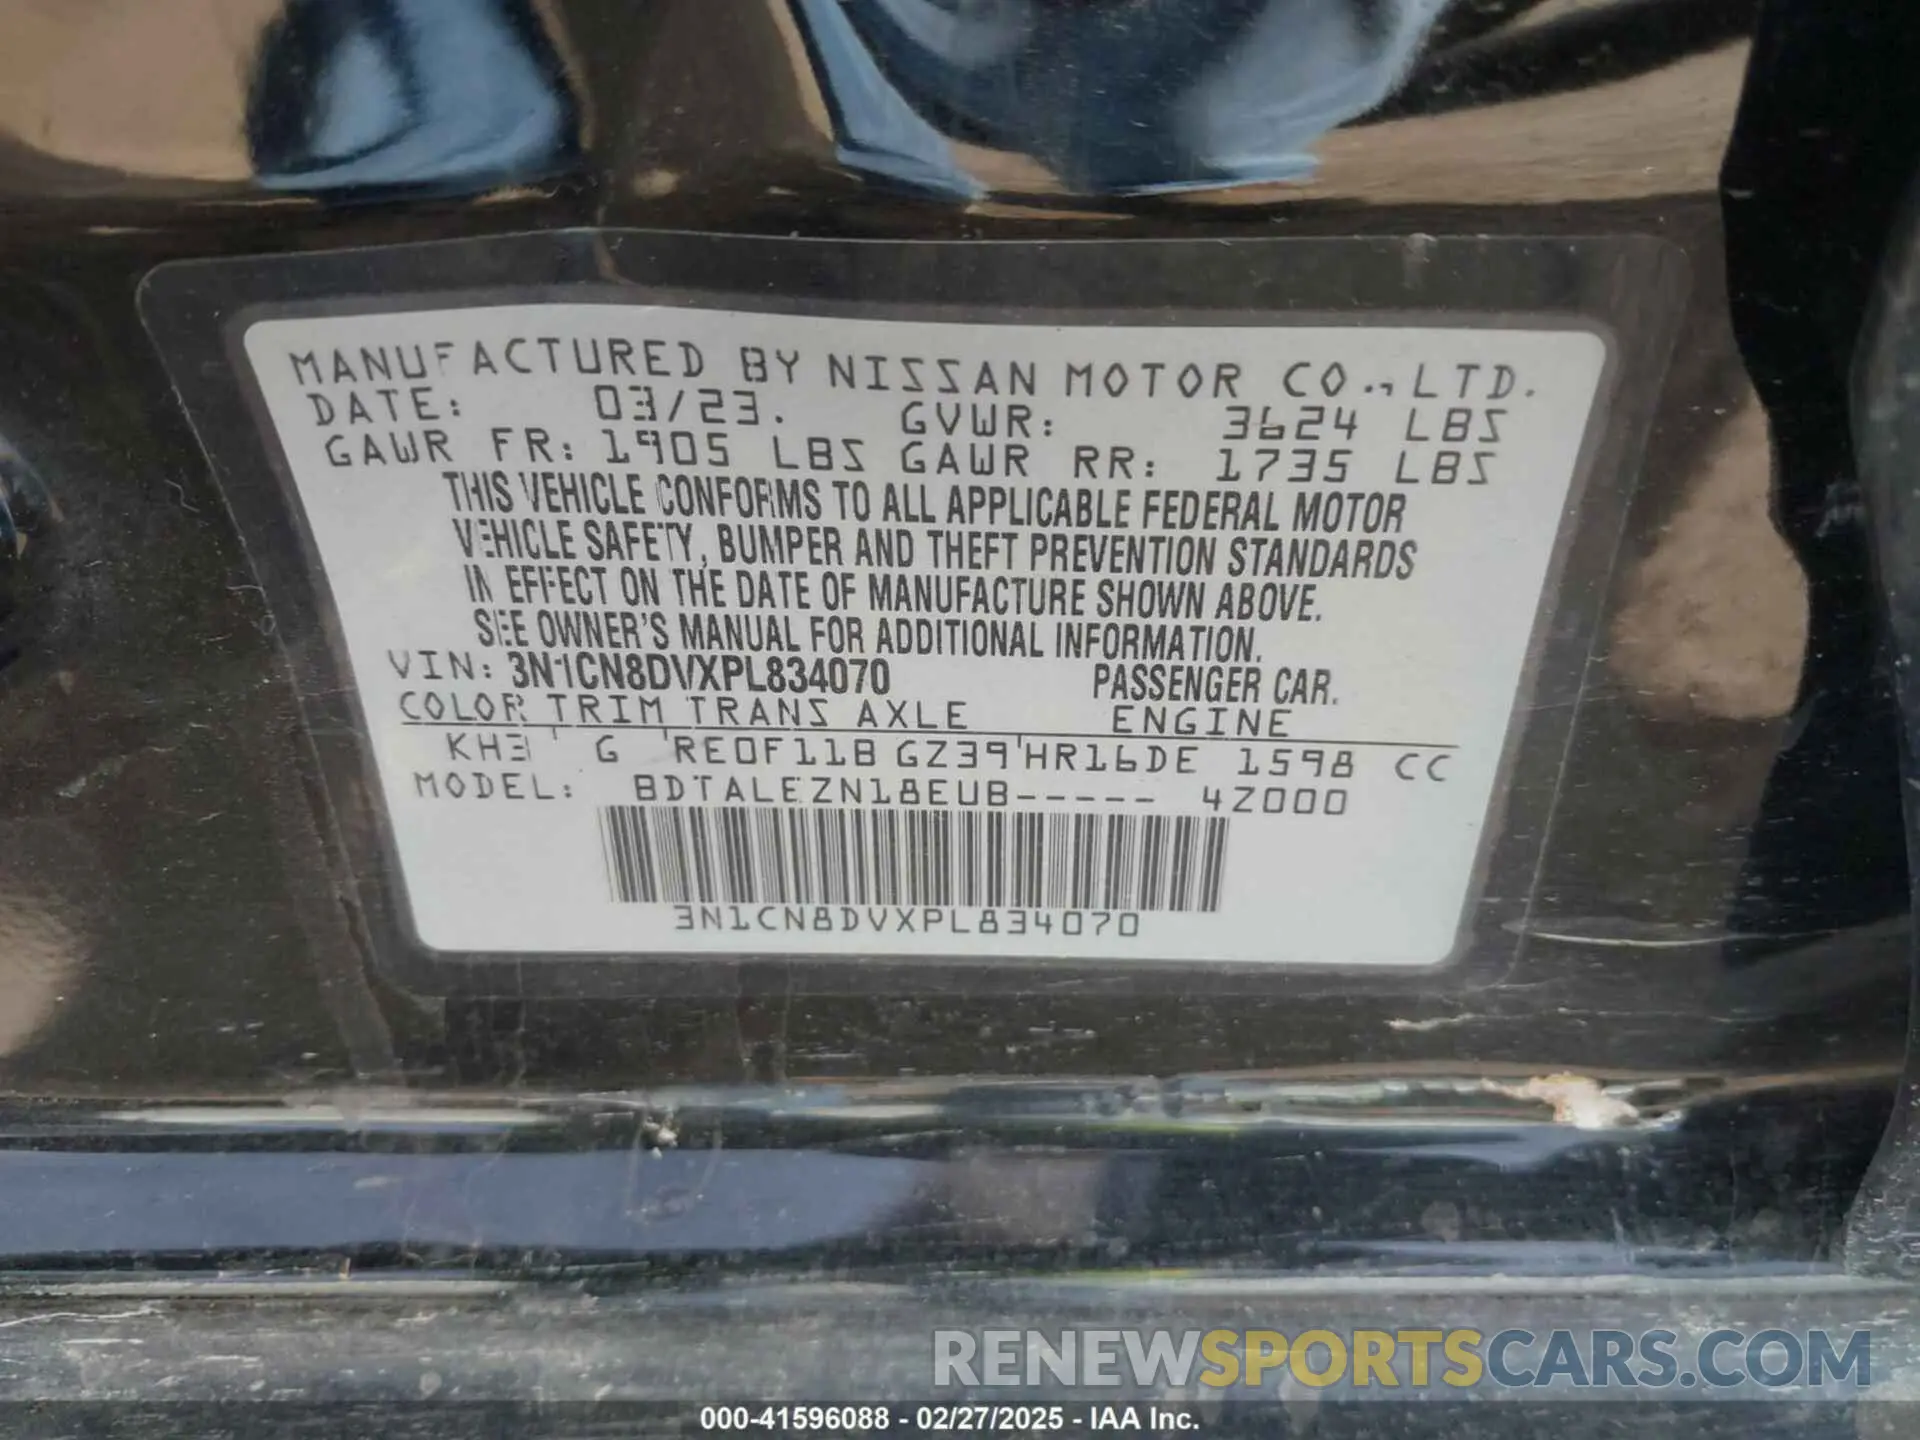 MANUFACTURED BY NISSAN MOTOR CO., LTD.
DATE: 03/23. GVWR: 3624 LBS
GAWR FR: 1905 LBS GAWR RR: 1735 LBS
THIS VEHICLE CONFORMS TO ALL APPLICABLE FEDERAL MOTOR
VEHICLE SAFETY, BUMPER AND THEFT PREVENTION STANDARDS
IN EFFECT ON THE DATE OF MANUFACTURE SHOWN ABOVE.
SEE OWNER'S MANUAL FOR ADDITIONAL INFORMATION.
VIN: 3N1CN8DVXPL834070 PASSENGER CAR.
COLOR TRIM TRANS AXLE ENGINE
KH3 G RE0F11B GZ39 HR16DE 1598 CC
MODEL: BDTALEZN18EUB----- 4Z000
3N1CN8DVXPL834070
RENEWSPORTSCARS.COM
000-41596088 - 02/27/2025 - IAA Inc.